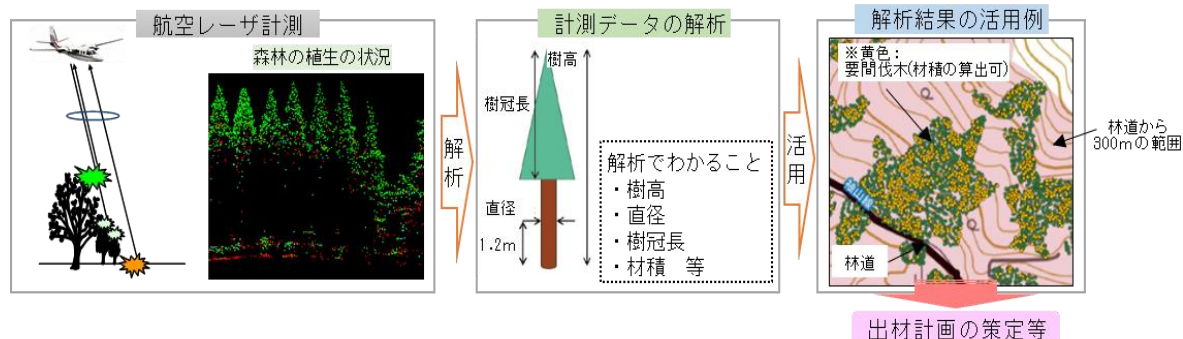 航空レーザ計測
森林の植生の状況
解析
計測データの解析
樹高
樹冠長
直径
1.2m
解析でわかること
・樹高
・直径
・樹冠長
・材積 等
活用
解析結果の活用例
※黄色：
要間伐木(材積の算出可)
林道から
300mの範囲
林道
出材計画の策定等